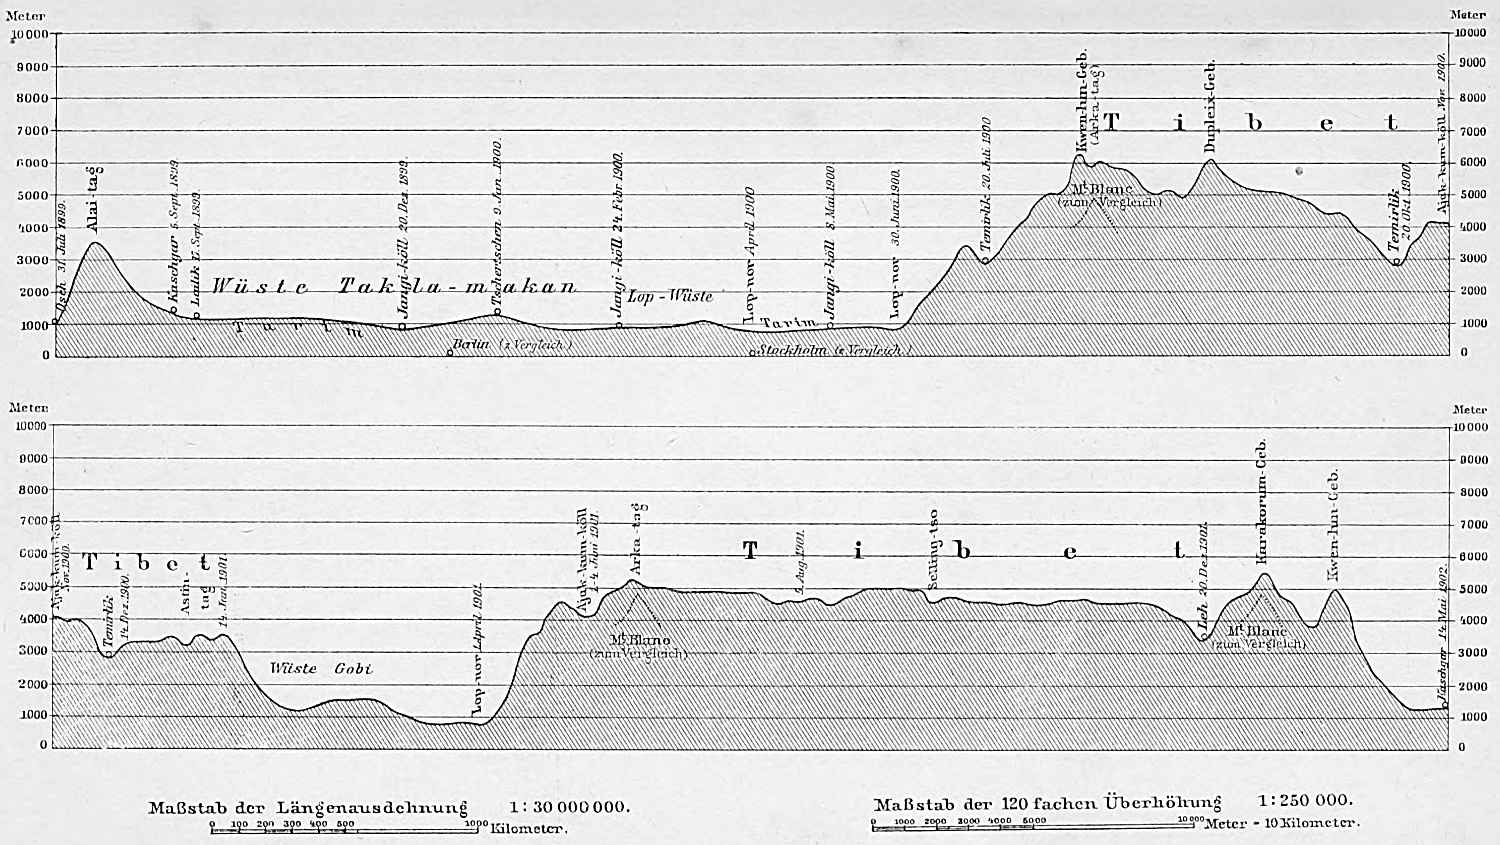 Meter
Meter
10000
10000
9000
9000
8000
8000
7000
7000
6000
6000
5000
5000
4000
4000
3000
3000
2000
2000
1000
1000
0
0
Osch 31. Juli 1899.
Alai-tag
Kaschgar 5. Sept. 1899.
Lailik 17. Sept. 1899.
Wüste Takla-makan
Tarim
Jangi-köll 20. Dez. 1899.
Tschertschen 9. Jan. 1900.
Jangi-köll 24. Febr 1900.
Lop-Wüste
Lop-nor April 1900
Tarim
Jangi-köll 8. Mai. 1900
Lop-nor 30. Juni 1900.
Temirlik 20. Juli 1900
Kwen-lun-Geb.
(Arka-tag)
Tibet
Dupleix-Geb.
Mt. Blanc
(zum Vergleich)
Temirlik
20. Okt. 1900.
Ajak-kum-köll Nov. 1900.
Berlin (z. Vergleich.)
Stockholm (z. Vergleich.)
Meter
Meter
10000
10000
9000
9000
8000
8000
7000
7000
6000
6000
5000
5000
4000
4000
3000
3000
2000
2000
1000
1000
0
0
Ajak-kum-köll
Nov. 1900.
Tibet
Temirlik
14. Dez. 1900.
Astin-
tag
14. Jan. 1901.
Wüste Gobi
Lop-nor April 1901.
Ajak-kum-köll
1.-4. Juni 1901.
Arka-tag
Mt. Blanc
(zum Vergleich)
Tibet
Aug. 1901.
Selling-tso
Leh 20. Dez. 1901.
Karakorum-Geb.
Mt. Blanc
(zum Vergleich)
Kwen-lun-Geb.
Kaschgar 14. Mai 1902.
Maßstab der Längenausdehnung 1:30 000 000.
0 100 200 300 400 500 1000 Kilometer.
Maßstab der 120 fachen Überhöhung 1:250 000.
0 1000 2000 3000 4000 5000 10000 Meter = 10 Kilometer.